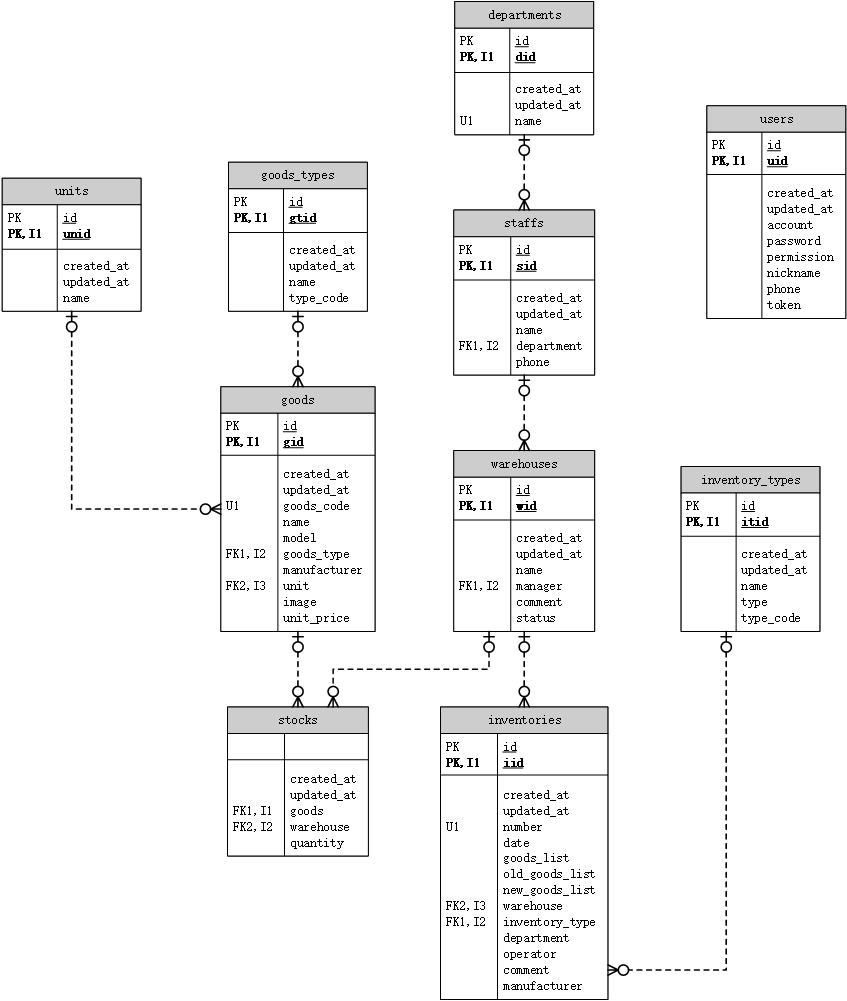 departments
PK id
PK,I1 did
created_at
updated_at
U1 name
users
PK id
PK,I1 uid
created_at
updated_at
account
password
permission
nickname
phone
token
goods_types
PK id
PK,I1 gtid
created_at
updated_at
name
type_code
units
PK id
PK,I1 unid
created_at
updated_at
name
staffs
PK id
PK,I1 sid
created_at
updated_at
name
FK1,I2 department
phone
goods
PK id
PK,I1 gid
created_at
updated_at
U1 goods_code
name
model
FK1,I2 goods_type
manufacturer
FK2,I3 unit
image
unit_price
warehouses
PK id
PK,I1 wid
created_at
updated_at
name
FK1,I2 manager
comment
status
inventory_types
PK id
PK,I1 itid
created_at
updated_at
name
type
type_code
stocks
created_at
updated_at
FK1,I1 goods
FK2,I2 warehouse
quantity
inventories
PK id
PK,I1 iid
created_at
updated_at
U1 number
date
goods_list
old_goods_list
new_goods_list
FK2,I3 warehouse
FK1,I2 inventory_type
department
operator
comment
manufacturer